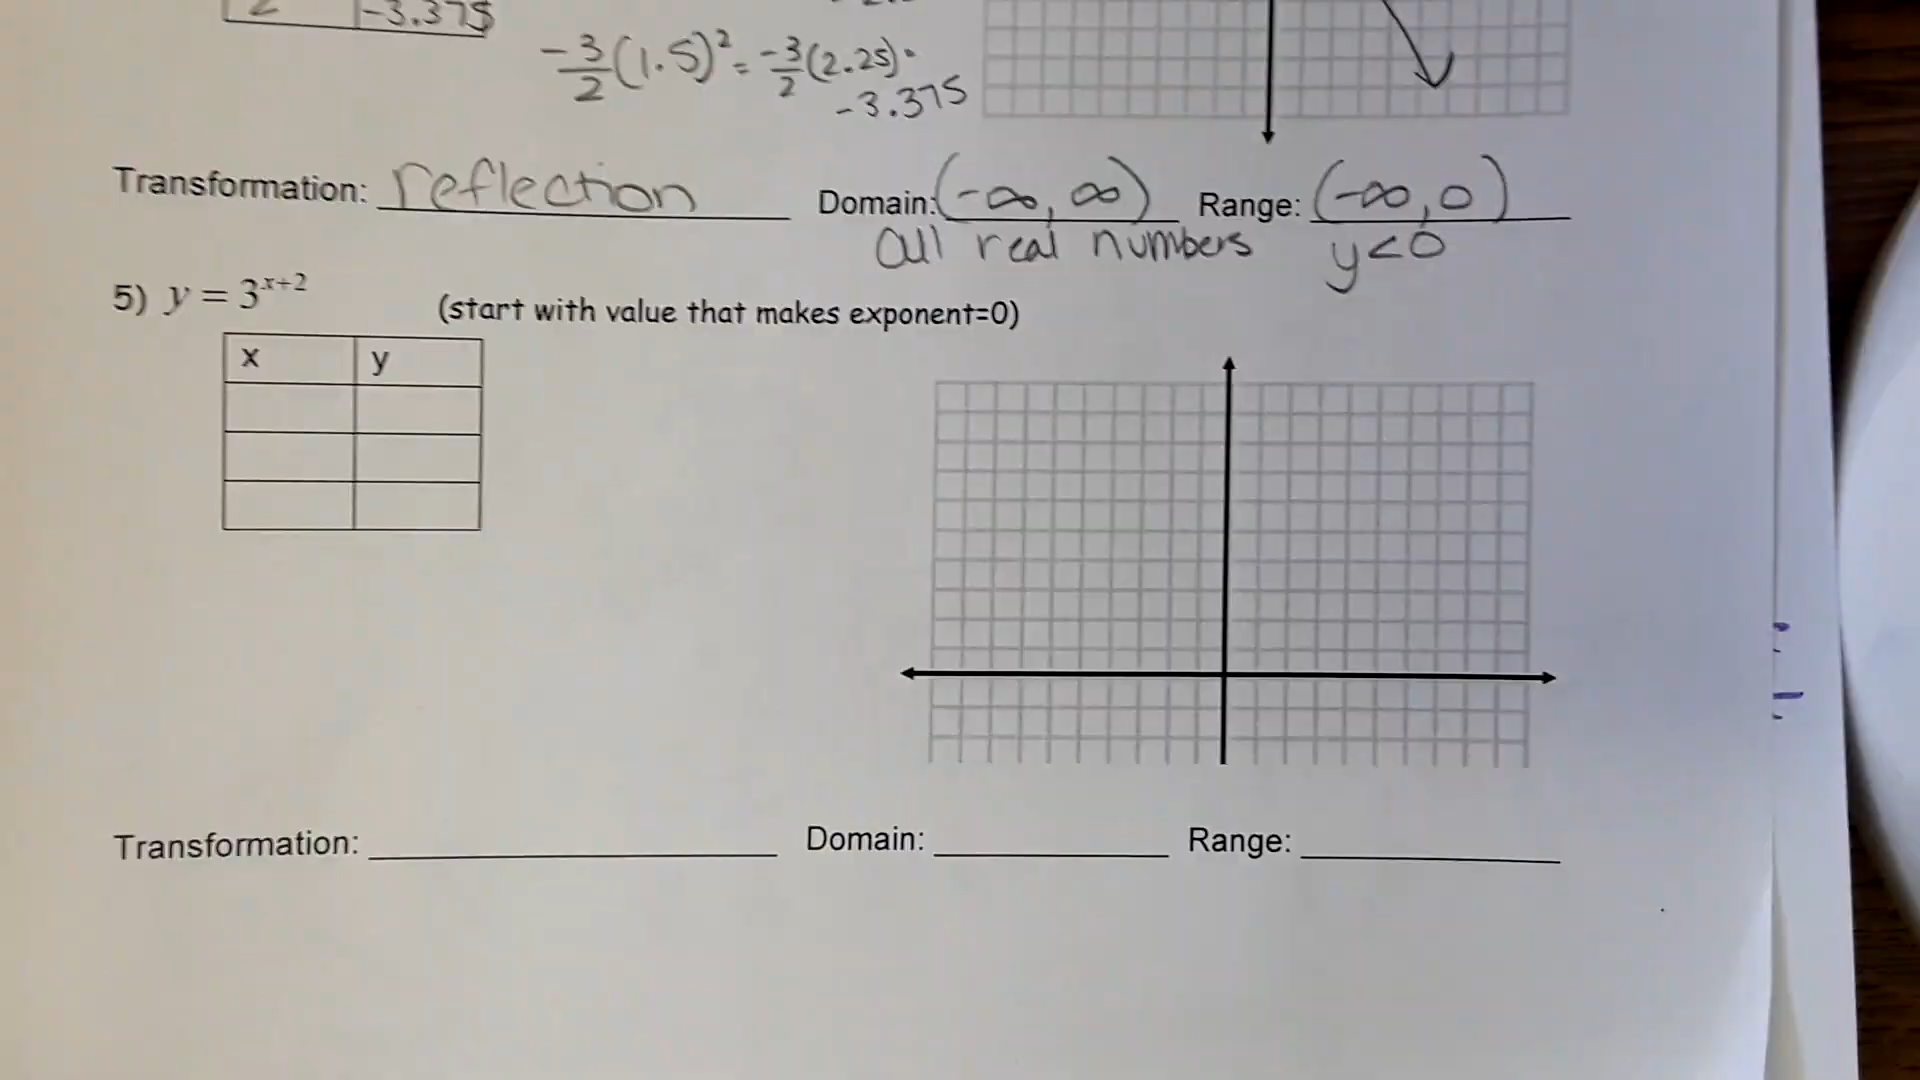 2 -3.375
-3/2(1.5)² = -3/2(2.25)·
-3.375
Transformation: reflection Domain: (-∞, ∞) Range: (-∞, 0)
all real numbers y<0
5) y = 3^{x+2} (start with value that makes exponent=0)
x y
Transformation: Domain: Range: